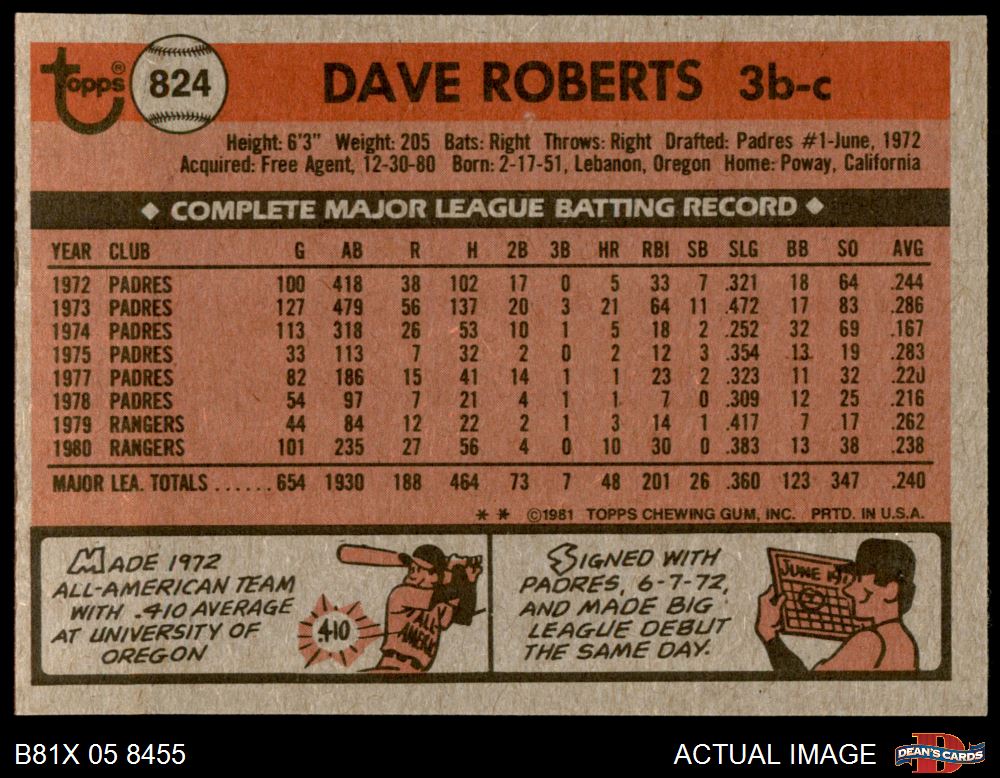 Topps® 824 DAVE ROBERTS 3b-c
Height: 6'3" Weight: 205 Bats: Right Throws: Right Drafted: Padres #1-June, 1972
Acquired: Free Agent, 12-30-80 Born: 2-17-51, Lebanon, Oregon Home: Poway, California
◆ COMPLETE MAJOR LEAGUE BATTING RECORD ◆
YEAR CLUB G AB R H 2B 3B HR RBI SB SLG BB SO AVG
1972 PADRES 100 418 38 102 17 0 5 33 7 .321 18 64 .244
1973 PADRES 127 479 56 137 20 3 21 64 11 .472 17 83 .286
1974 PADRES 113 318 26 53 10 1 5 18 2 .252 32 69 .167
1975 PADRES 33 113 7 32 2 0 2 12 3 .354 13 19 .283
1977 PADRES 82 186 15 41 14 1 1 23 2 .323 11 32 .220
1978 PADRES 54 97 7 21 4 1 1 7 0 .309 12 25 .216
1979 RANGERS 44 84 12 22 2 1 3 14 1 .417 7 17 .262
1980 RANGERS 101 235 27 56 4 0 10 30 0 .383 13 38 .238
MAJOR LEA. TOTALS ...... 654 1930 188 464 73 7 48 201 26 .360 123 347 .240
* * ©1981 TOPPS CHEWING GUM, INC. PRTD. IN U.S.A.
MADE 1972
ALL-AMERICAN TEAM
WITH .410 AVERAGE
AT UNIVERSITY OF
OREGON
410
ALL
AMERIC
SIGNED WITH
PADRES, 6-7-72,
AND MADE BIG
LEAGUE DEBUT
THE SAME DAY.
JUNE
B81X 05 8455 ACTUAL IMAGE DEAN'S CARDS